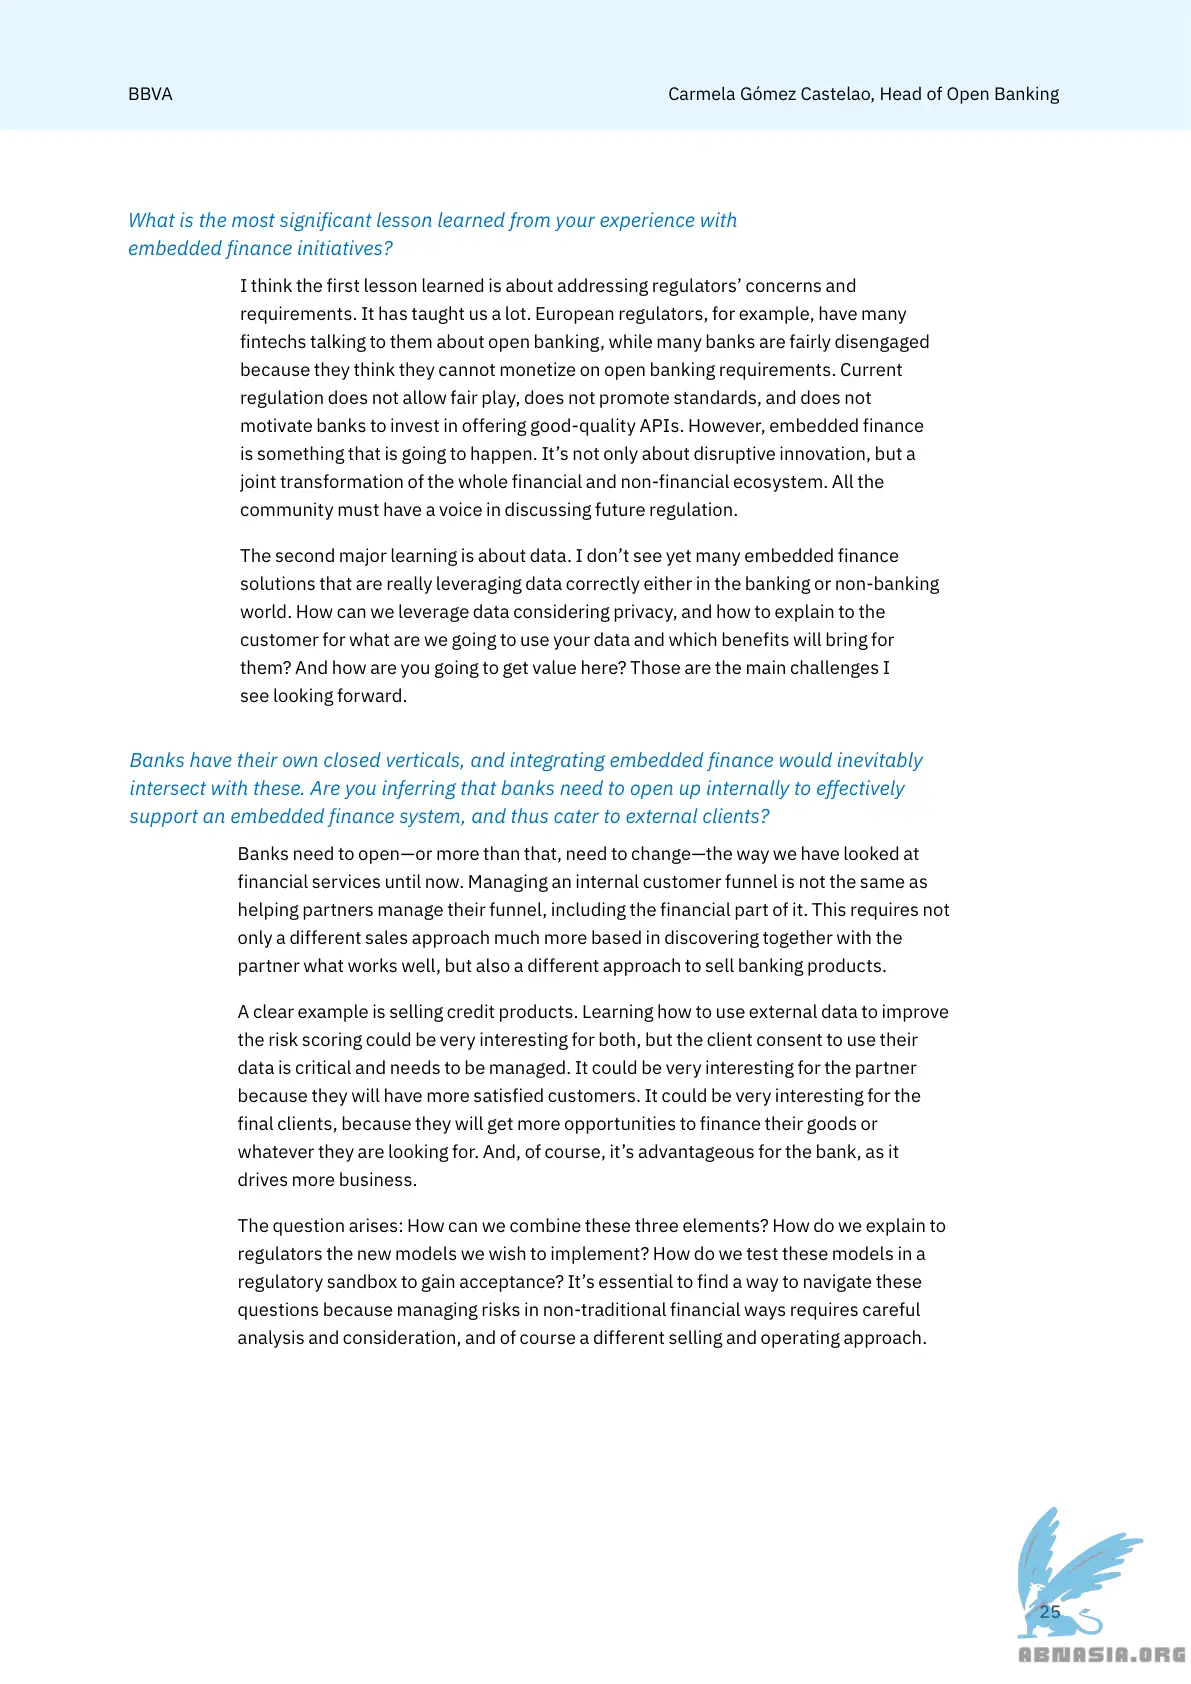 BBVA
Carmela Gómez Castelao, Head of Open Banking
What is the most significant lesson learned from your experience with
embedded finance initiatives?
I think the first lesson learned is about addressing regulators’ concerns and
requirements. It has taught us a lot. European regulators, for example, have many
fintechs talking to them about open banking, while many banks are fairly disengaged
because they think they cannot monetize on open banking requirements. Current
regulation does not allow fair play, does not promote standards, and does not
motivate banks to invest in offering good-quality APIs. However, embedded finance
is something that is going to happen. It’s not only about disruptive innovation, but a
joint transformation of the whole financial and non-financial ecosystem. All the
community must have a voice in discussing future regulation.
The second major learning is about data. I don’t see yet many embedded finance
solutions that are really leveraging data correctly either in the banking or non-banking
world. How can we leverage data considering privacy, and how to explain to the
customer for what are we going to use your data and which benefits will bring for
them? And how are you going to get value here? Those are the main challenges I
see looking forward.
Banks have their own closed verticals, and integrating embedded finance would inevitably
intersect with these. Are you inferring that banks need to open up internally to effectively
support an embedded finance system, and thus cater to external clients?
Banks need to open—or more than that, need to change—the way we have looked at
financial services until now. Managing an internal customer funnel is not the same as
helping partners manage their funnel, including the financial part of it. This requires not
only a different sales approach much more based in discovering together with the
partner what works well, but also a different approach to sell banking products.
A clear example is selling credit products. Learning how to use external data to improve
the risk scoring could be very interesting for both, but the client consent to use their
data is critical and needs to be managed. It could be very interesting for the partner
because they will have more satisfied customers. It could be very interesting for the
final clients, because they will get more opportunities to finance their goods or
whatever they are looking for. And, of course, it’s advantageous for the bank, as it
drives more business.
The question arises: How can we combine these three elements? How do we explain to
regulators the new models we wish to implement? How do we test these models in a
regulatory sandbox to gain acceptance? It’s essential to find a way to navigate these
questions because managing risks in non-traditional financial ways requires careful
analysis and consideration, and of course a different selling and operating approach.
25
ABNASIA.ORG